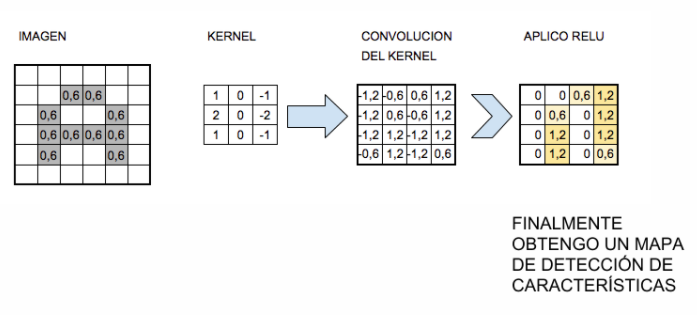 IMAGEN
KERNEL
CONVOLUCION
DEL KERNEL
APLICO RELU
0,6 0,6
0,6 0,6
0,6 0,6 0,6 0,6
0,6 0,6
1 0 -1
2 0 -2
1 0 -1
-1,2 -0,6 0,6 1,2
-1,2 0,6 -0,6 1,2
-1,2 1,2 -1,2 1,2
-0,6 1,2 -1,2 0,6
0 0 0,6 1,2
0 0,6 0 1,2
0 1,2 0 1,2
0 1,2 0 0,6
FINALMENTE
OBTENGO UN MAPA
DE DETECCIÓN DE
CARACTERÍSTICAS